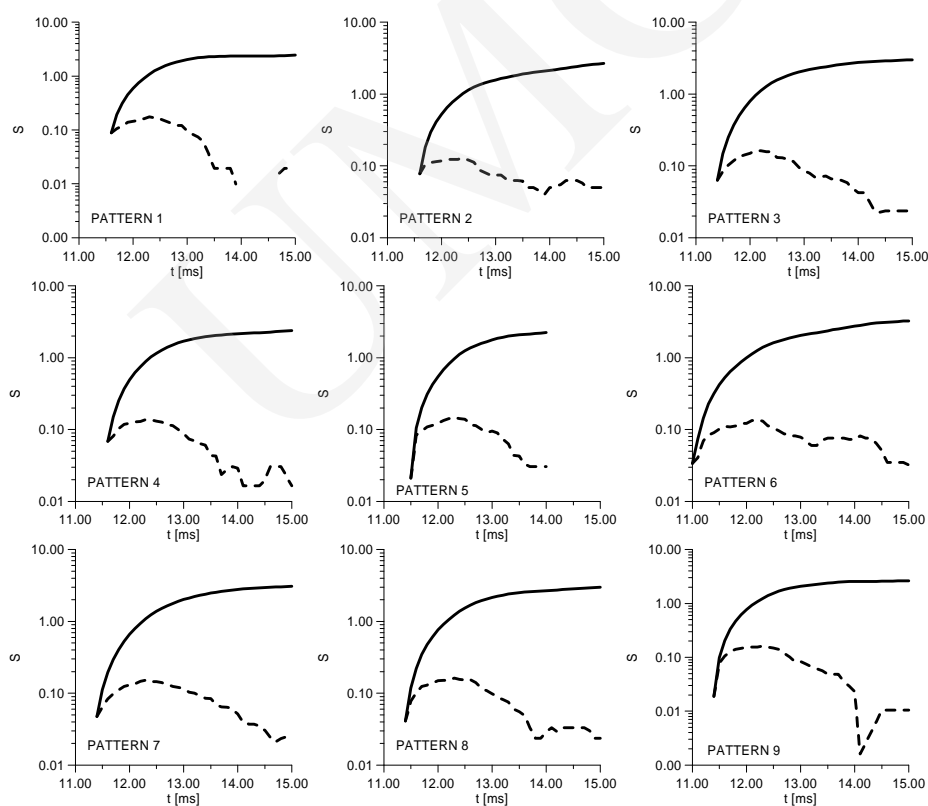 10.00 10.00 10.00
1.00 1.00 1.00
S 0.10 S 0.10 S 0.10
0.01
PATTERN 1 PATTERN 2 PATTERN 3
0.00 0.01 0.01
11.00 12.00 13.00 14.00 15.00 11.00 12.00 13.00 14.00 15.00 11.00 12.00 13.00 14.00 15.00
t [ms] t [ms] t [ms]
10.00 10.00 10.00
S 1.00 S 1.00 S 1.00
0.10 0.10 0.10
PATTERN 4 PATTERN 5 PATTERN 6
0.01 0.01 0.01
11.00 12.00 13.00 14.00 15.00 11.00 12.00 13.00 14.00 15.00 11.00 12.00 13.00 14.00 15.00
t [ms] t [ms] t [ms]
10.00 10.00 10.00
1.00 1.00 1.00
S S S
0.10 0.10 0.10
0.01
PATTERN 7 PATTERN 8 PATTERN 9
0.01 0.01 0.00
11.00 12.00 13.00 14.00 15.00 11.00 12.00 13.00 14.00 15.00 11.00 12.00 13.00 14.00 15.00
t [ms] t [ms] t [ms]